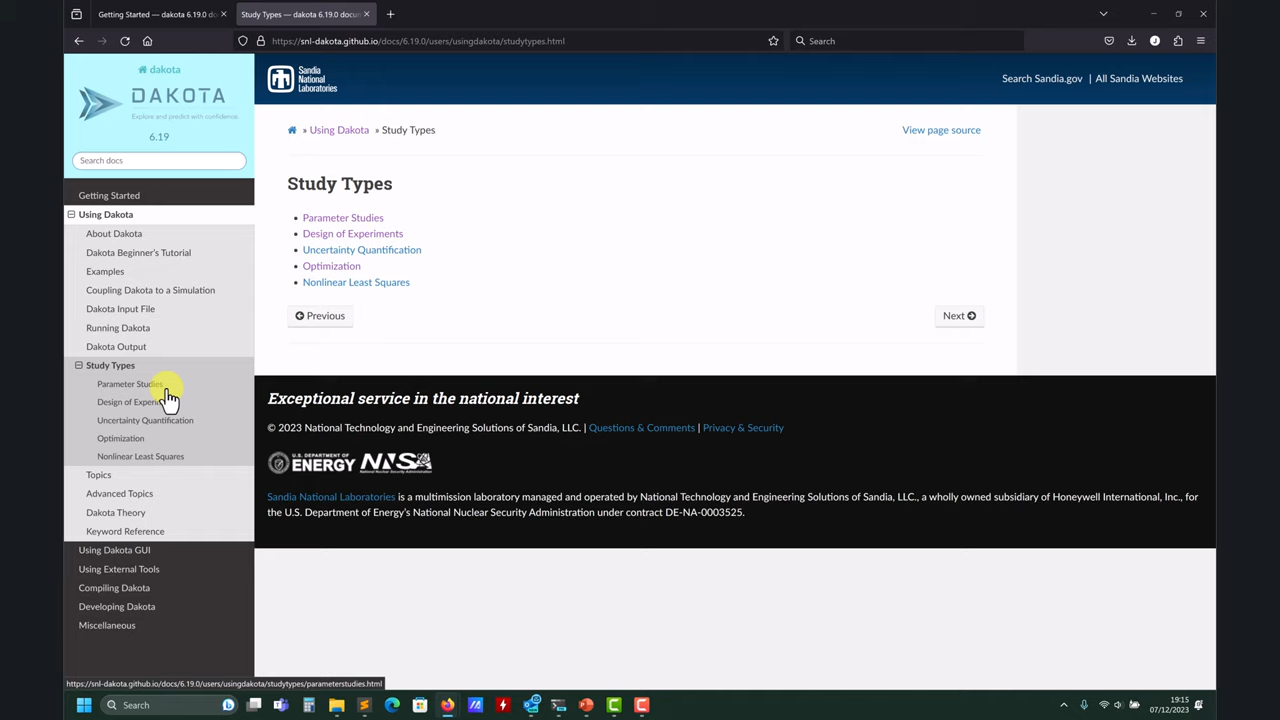 Getting Started — dakota 6.19.0 do
Study Types — dakota 6.19.0 docun
https://snl-dakota.github.io/docs/6.19.0/users/usingdakota/studytypes.html
Search
dakota
DAKOTA
Explore and predict with confidence.
6.19
Search docs
Getting Started
Using Dakota
About Dakota
Dakota Beginner's Tutorial
Examples
Coupling Dakota to a Simulation
Dakota Input File
Running Dakota
Dakota Output
Study Types
Parameter Studies
Design of Experi
Uncertainty Quantification
Optimization
Nonlinear Least Squares
Topics
Advanced Topics
Dakota Theory
Keyword Reference
Using Dakota GUI
Using External Tools
Compiling Dakota
Developing Dakota
Miscellaneous
Sandia
National
Laboratories
Search Sandia.gov | All Sandia Websites
» Using Dakota » Study Types
View page source
Study Types
• Parameter Studies
• Design of Experiments
• Uncertainty Quantification
• Optimization
• Nonlinear Least Squares
Previous
Next
Exceptional service in the national interest
© 2023 National Technology and Engineering Solutions of Sandia, LLC. | Questions & Comments | Privacy & Security
U.S. DEPARTMENT OF ENERGY NNSA
Sandia National Laboratories is a multimission laboratory managed and operated by National Technology and Engineering Solutions of Sandia, LLC., a wholly owned subsidiary of Honeywell International, Inc., for
the U.S. Department of Energy's National Nuclear Security Administration under contract DE-NA-0003525.
https://snl-dakota.github.io/docs/6.19.0/users/usingdakota/studytypes/parameterstudies.html
Search
19:15
07/12/2023